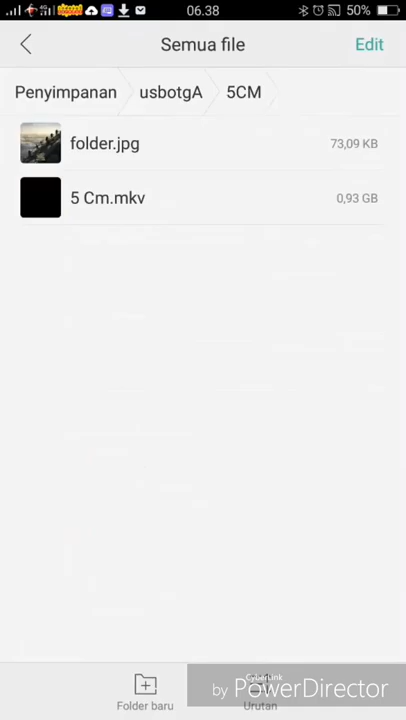 06.38
50%
Semua file
Edit
Penyimpanan
usbotgA
5CM
folder.jpg
73,09 KB
5 Cm.mkv
0,93 GB
Folder baru
Urutan
CyberLink
by PowerDirector